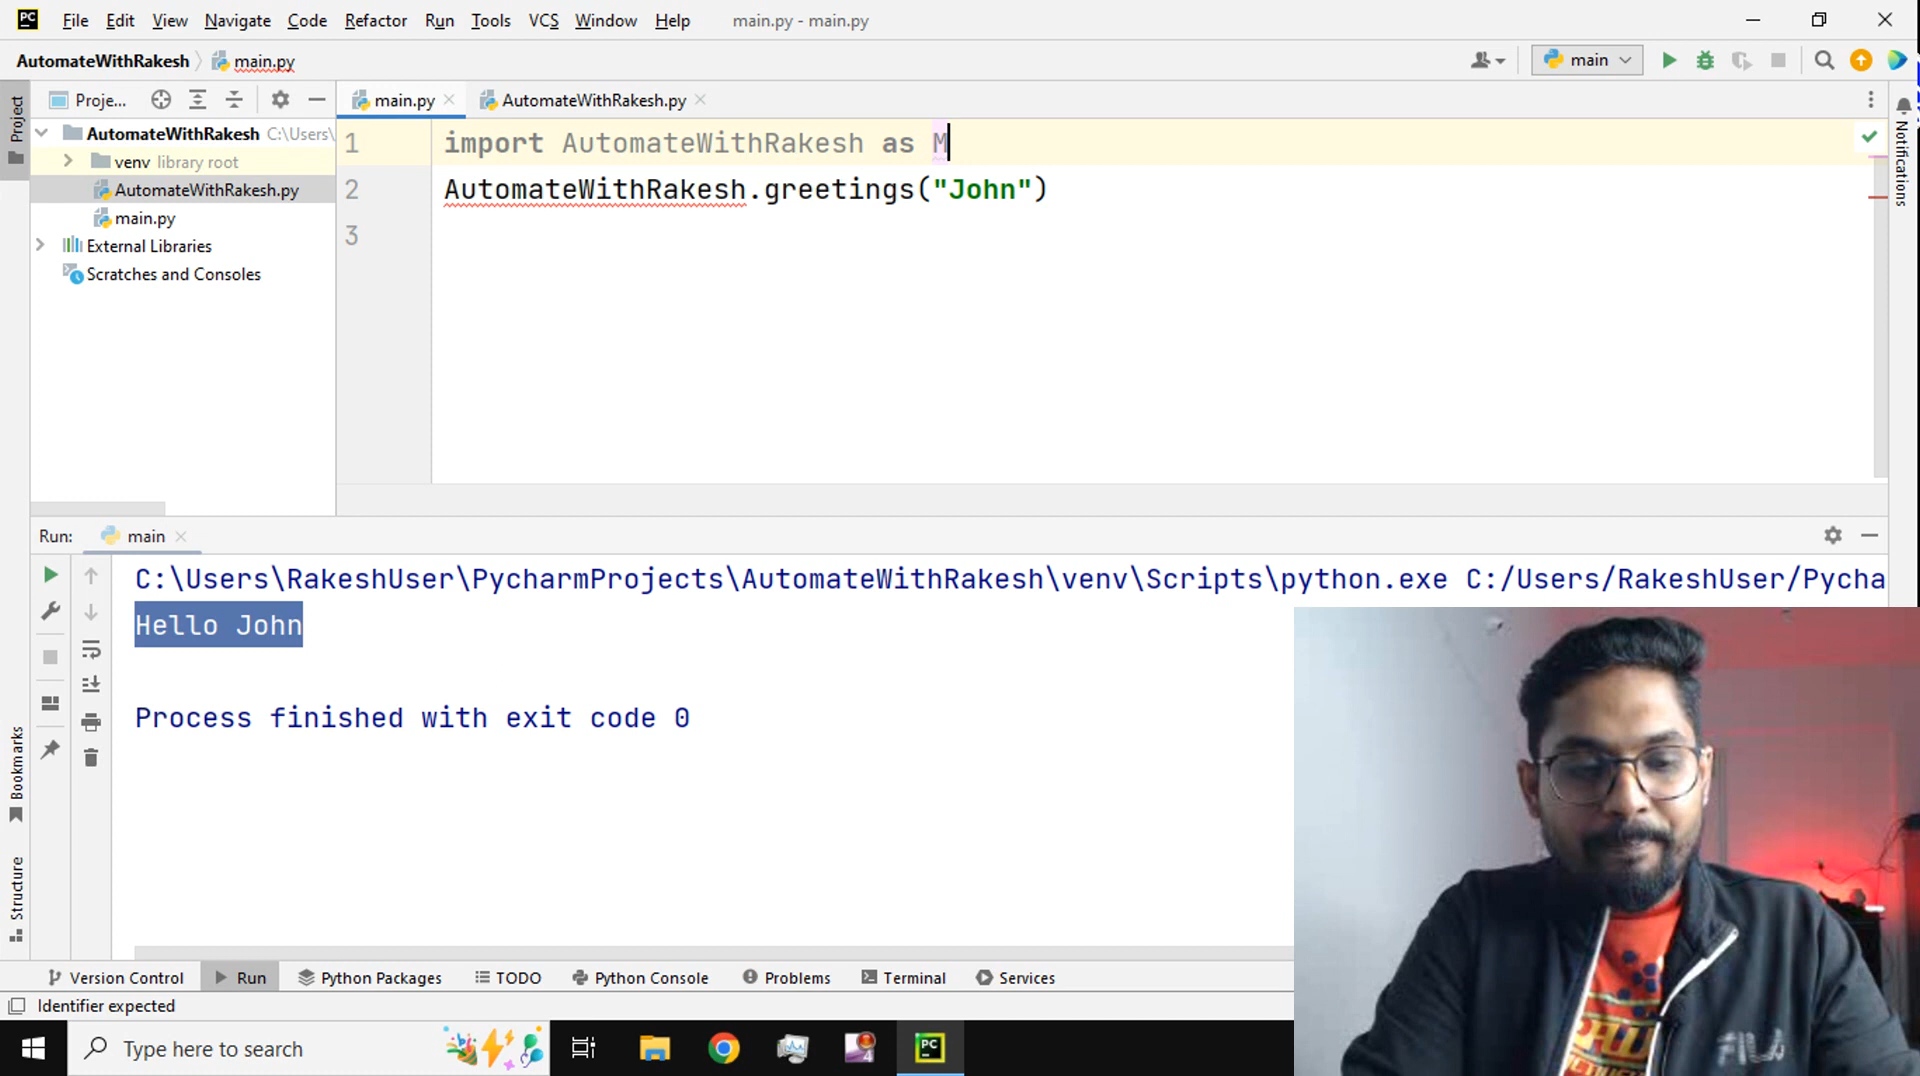 PC File Edit View Navigate Code Refactor Run Tools VCS Window Help main.py - main.py
AutomateWithRakesh main.py main
Project Proje... main.py AutomateWithRakesh.py
AutomateWithRakesh C:\Users\
venv library root
AutomateWithRakesh.py
main.py
External Libraries
Scratches and Consoles
1 import AutomateWithRakesh as M
2 AutomateWithRakesh.greetings("John")
3
Notifications
Run: main
C:\Users\RakeshUser\PycharmProjects\AutomateWithRakesh\venv\Scripts\python.exe C:/Users/RakeshUser/Pycha
Hello John
Process finished with exit code 0
Bookmarks
Structure
FILA
Version Control Run Python Packages TODO Python Console Problems Terminal Services
Identifier expected
Type here to search 4 PC